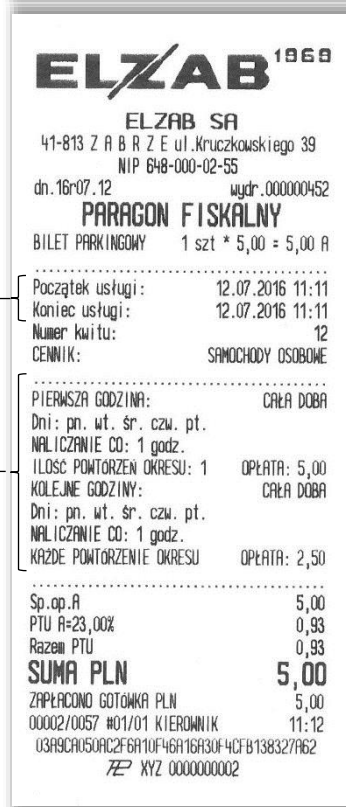 ELZAB 1969
ELZAB SA
41-813 Z A B R Z E ul.Kruczkowskiego 39
NIP 648-000-02-55
dn.16r07.12 wydr.000000452
PARAGON FISKALNY
BILET PARKINGOWY 1 szt * 5,00 = 5,00 A
Początek usługi: 12.07.2016 11:11
Koniec usługi: 12.07.2016 11:11
Numer kwitu: 12
CENNIK: SAMOCHODY OSOBOWE
PIERWSZA GODZINA: CAŁA DOBA
Dni: pn. wt. śr. czw. pt.
NALICZANIE CO: 1 godz.
ILOŚĆ POWTÓRZEŃ OKRESU: 1 OPŁATA: 5,00
KOLEJNE GODZINY: CAŁA DOBA
Dni: pn. wt. śr. czw. pt.
NALICZANIE CO: 1 godz.
KAŻDE POWTÓRZENIE OKRESU OPŁATA: 2,50
Sp.op.A 5,00
PTU A=23,00% 0,93
Razem PTU 0,93
SUMA PLN 5,00
ZAPŁACONO GOTÓWKA PLN 5,00
00002/0057 #01/01 KIEROWNIK 11:12
03A9CA050AC2F6A10F46A16A30F4CFB138327A62
XYZ 0000000002